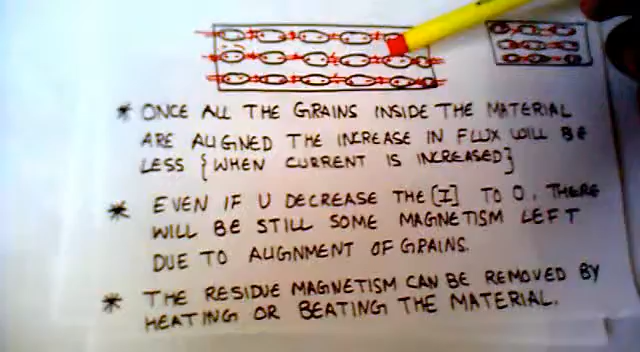 * ONCE ALL THE GRAINS INSIDE THE MATERIAL
ARE ALIGNED THE INCREASE IN FLUX WILL BE
LESS {WHEN CURRENT IS INCREASED}
* EVEN IF U DECREASE THE [I] TO O, THERE
WILL BE STILL SOME MAGNETISM LEFT
DUE TO ALIGNMENT OF GRAINS.
* THE RESIDUE MAGNETISM CAN BE REMOVED BY
HEATING OR BEATING THE MATERIAL.